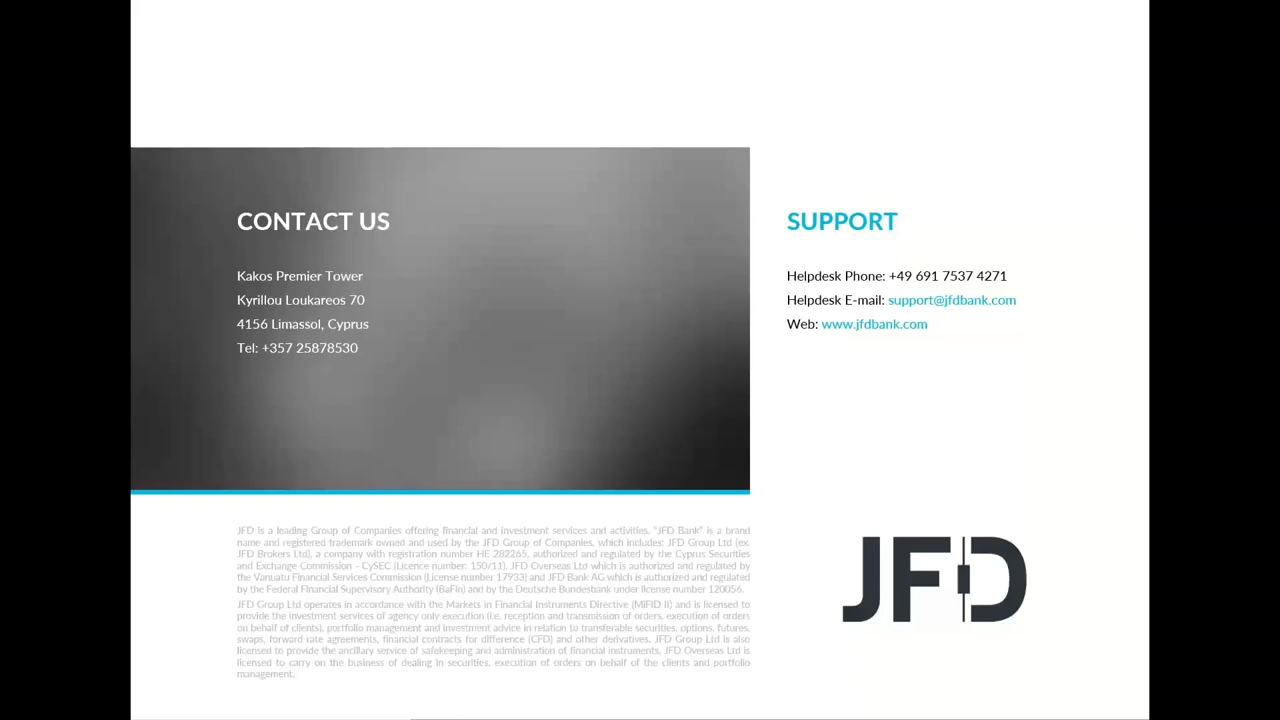 CONTACT US
Kakos Premier Tower
Kyrillou Loukareos 70
4156 Limassol, Cyprus
Tel: +357 25878530
SUPPORT
Helpdesk Phone: +49 691 7537 4271
Helpdesk E-mail: support@jfdbank.com
Web: www.jfdbank.com
JFD is a leading Group of Companies offering financial and investment services and activities. "JFD Bank" is a brand
name and registered trademark owned and used by the JFD Group of Companies, which includes: JFD Group Ltd (ex.
JFD Brokers Ltd), a company with registration number HE 282265, authorized and regulated by the Cyprus Securities
and Exchange Commission - CySEC (Licence number: 150/11), JFD Overseas Ltd which is authorized and regulated by
the Vanuatu Financial Services Commission (License number 17933) and JFD Bank AG which is authorized and regulated
by the Federal Financial Supervisory Authority (BaFin) and by the Deutsche Bundesbank under license number 120056.
JFD Group Ltd operates in accordance with the Markets in Financial Instruments Directive (MiFID II) and is licensed to
provide the investment services of agency only execution (i.e. reception and transmission of orders, execution of orders
on behalf of clients), portfolio management and investment advice in relation to transferable securities, options, futures,
swaps, forward rate agreements, financial contracts for difference (CFD) and other derivatives. JFD Group Ltd is also
licensed to provide the ancillary service of safekeeping and administration of financial instruments. JFD Overseas Ltd is
licensed to carry on the business of dealing in securities, execution of orders on behalf of the clients and portfolio
management.
JFD